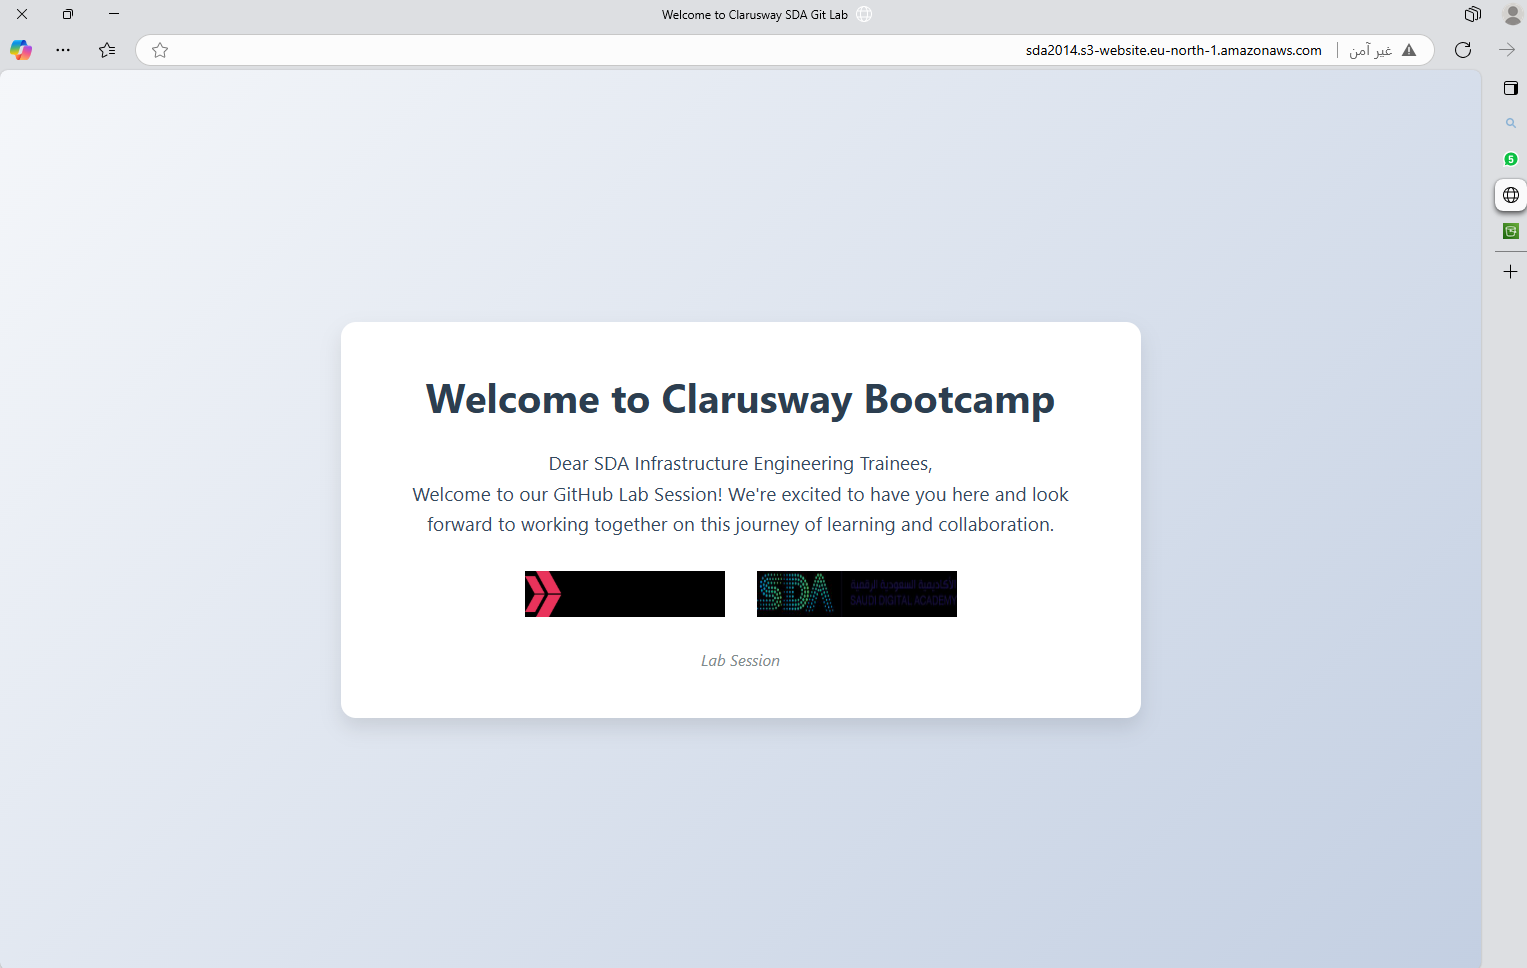 Welcome to Clarusway SDA Git Lab
sda2014.s3-website.eu-north-1.amazonaws.com
غير آمن
5
Welcome to Clarusway Bootcamp
Dear SDA Infrastructure Engineering Trainees,
Welcome to our GitHub Lab Session! We're excited to have you here and look
forward to working together on this journey of learning and collaboration.
SDA
الأكاديمية السعودية الرقمية
SAUDI DIGITAL ACADEMY
Lab Session